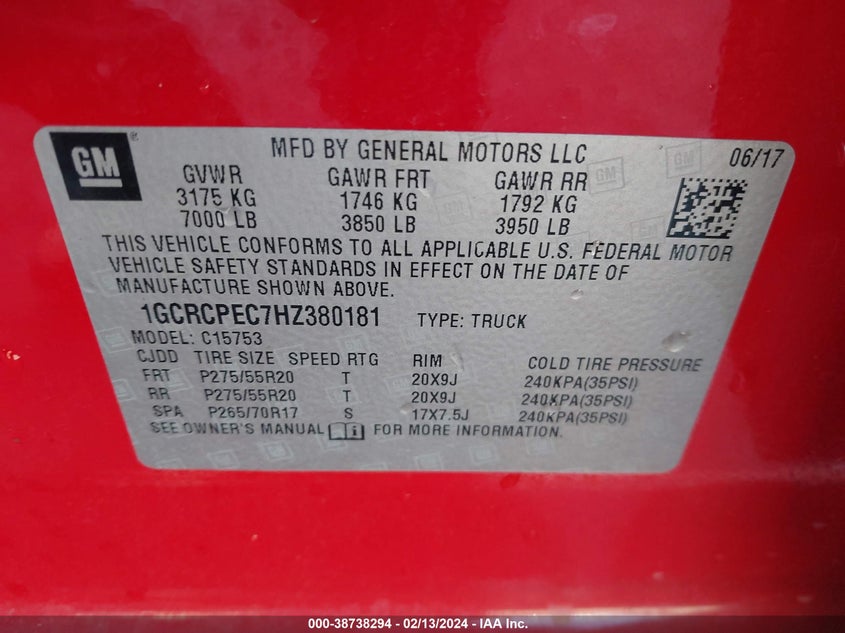 GM ® MFD BY GENERAL MOTORS LLC 06/17
GVWR GAWR FRT GAWR RR
3175 KG 1746 KG 1792 KG
7000 LB 3850 LB 3950 LB
THIS VEHICLE CONFORMS TO ALL APPLICABLE U.S. FEDERAL MOTOR
VEHICLE SAFETY STANDARDS IN EFFECT ON THE DATE OF
MANUFACTURE SHOWN ABOVE.
1GCRCPEC7HZ380181 TYPE: TRUCK
MODEL: C15753
CJDD TIRE SIZE SPEED RTG RIM COLD TIRE PRESSURE
FRT P275/55R20 T 20X9J 240KPA(35PSI)
RR P275/55R20 T 20X9J 240KPA(35PSI)
SPA P265/70R17 S 17X7.5J 240KPA(35PSI)
SEE OWNER'S MANUAL i FOR MORE INFORMATION.
000-38738294 — 02/13/2024 — IAA Inc.